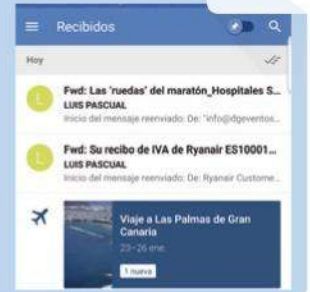 Recibidos
Hoy
Fwd: Las 'ruedas' del maratón_Hospitales S...
LUIS PASCUAL
Inicio del mensaje reenviado: De: "info@dgeventos...
L
Fwd: Su recibo de IVA de Ryanair ES10001...
LUIS PASCUAL
Inicio del mensaje reenviado: De: Ryanair Custome...
L
Viaje a Las Palmas de Gran
Canaria
23–26 ene.
1 nueva